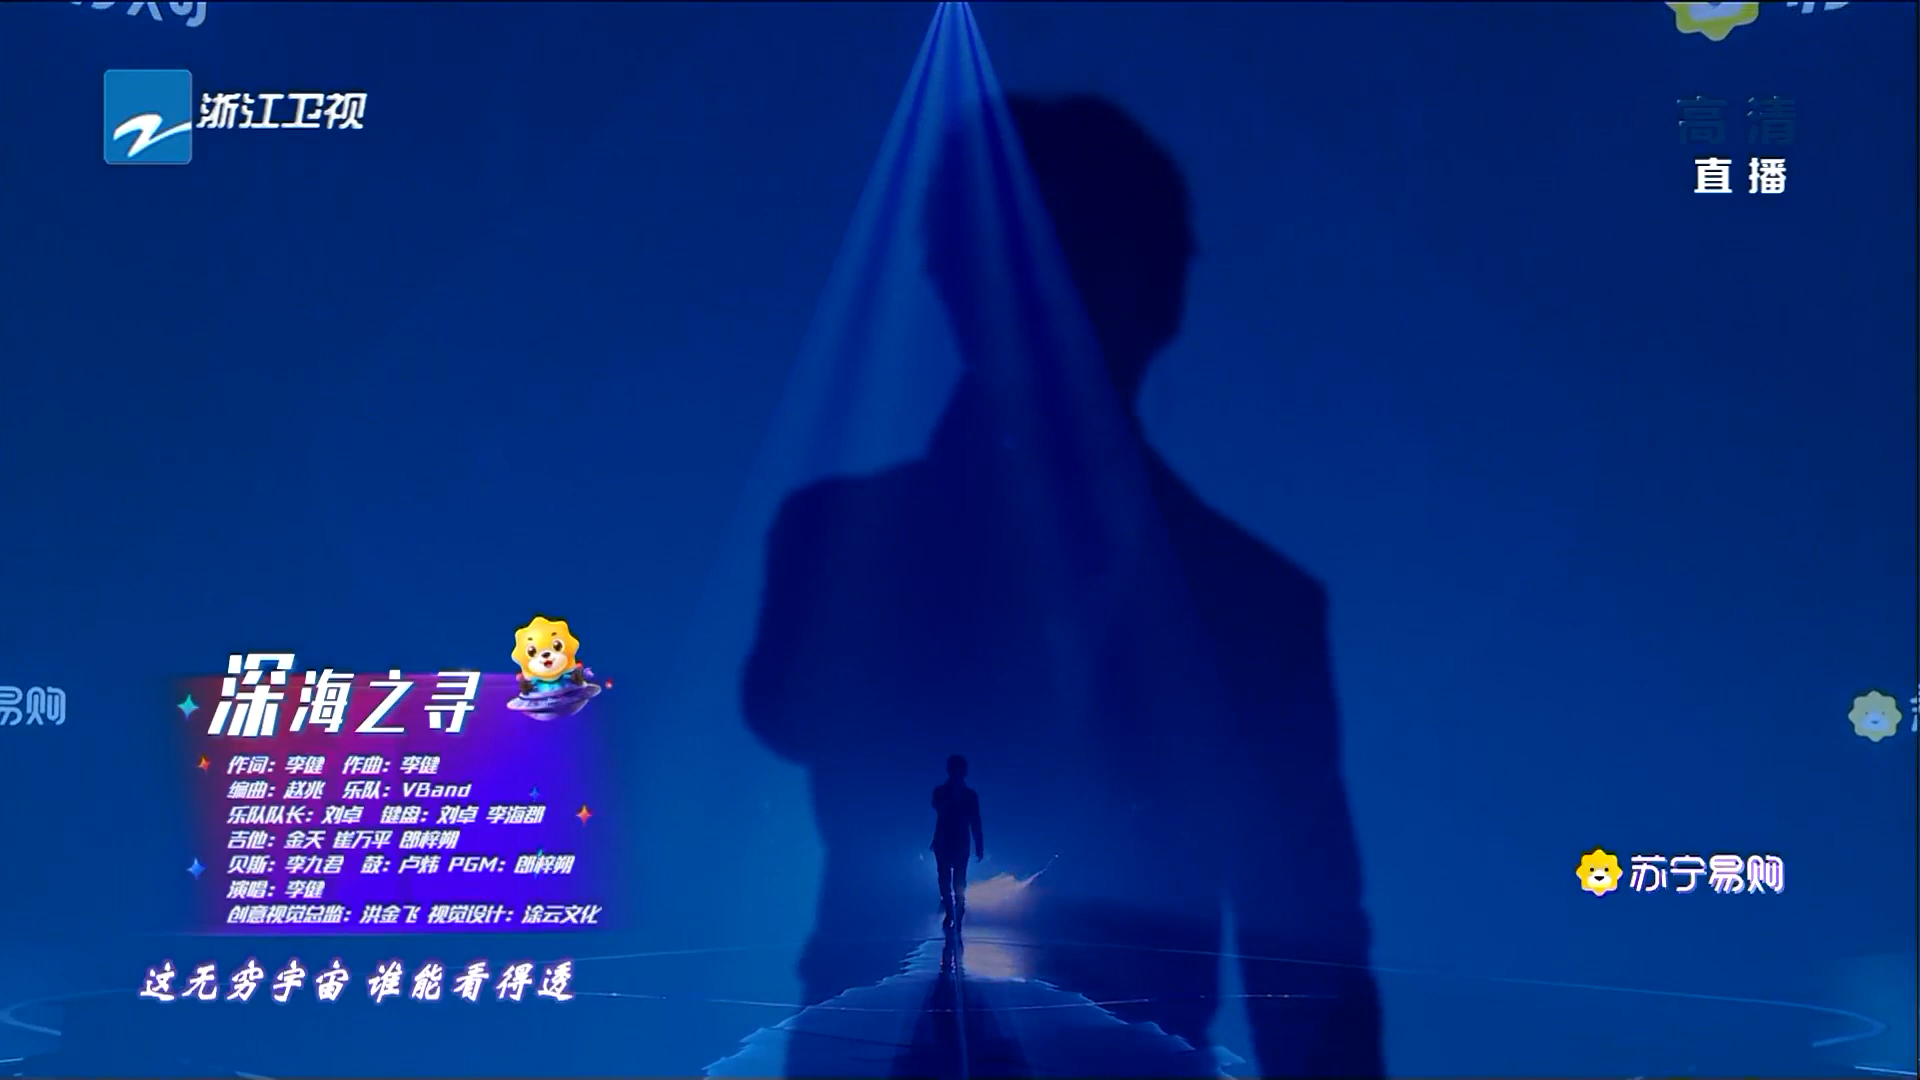 浙江卫视
高清
直播
深海之寻
作词：李健 作曲：李健
编曲：赵兆 乐队：VBand
乐队队长：刘卓 键盘：刘卓 李海郡
吉他：金天 崔万平 郎梓朔
贝斯：李九君 鼓：卢炜 PGM：郎梓朔
演唱：李健
创意视觉总监：洪金飞 视觉设计：涂云文化
这无穷宇宙 谁能看得透
苏宁易购
易购